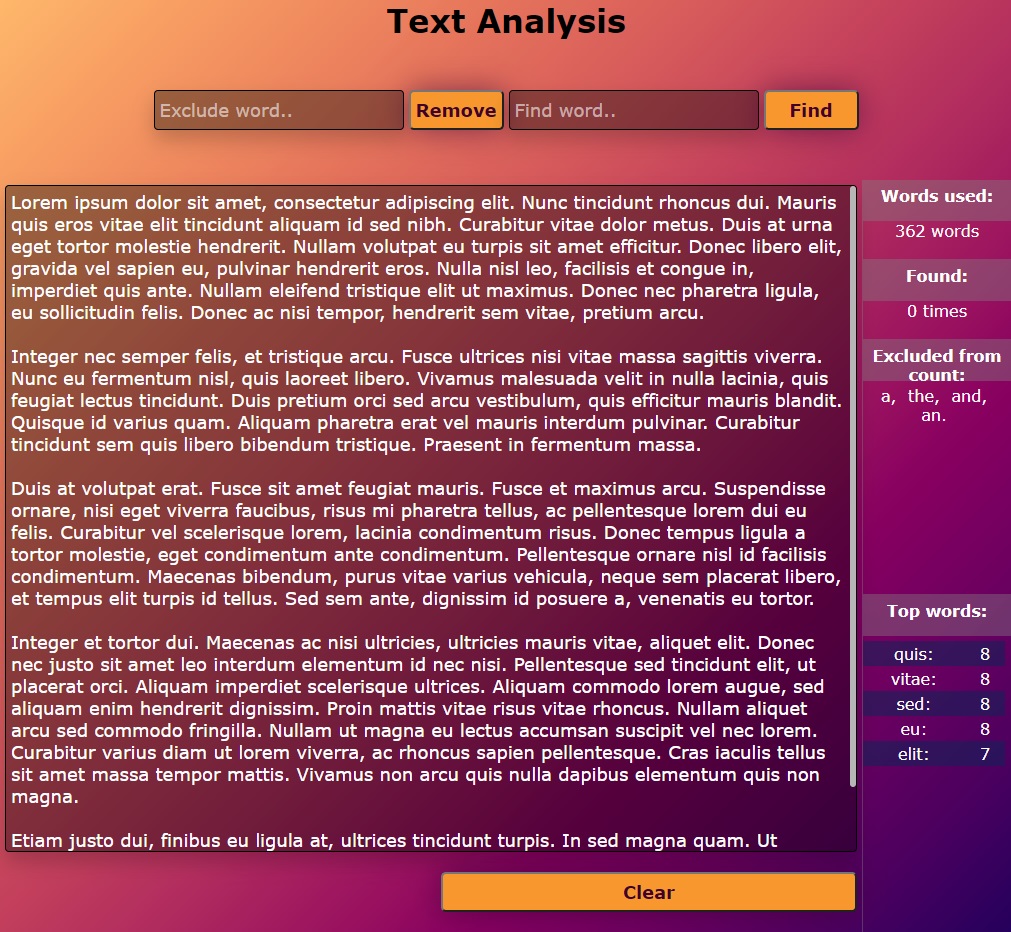 Text Analysis
Exclude word..
Remove
Find word..
Find
Lorem ipsum dolor sit amet, consectetur adipiscing elit. Nunc tincidunt rhoncus dui. Mauris
quis eros vitae elit tincidunt aliquam id sed nibh. Curabitur vitae dolor metus. Duis at urna
eget tortor molestie hendrerit. Nullam volutpat eu turpis sit amet efficitur. Donec libero elit,
gravida vel sapien eu, pulvinar hendrerit eros. Nulla nisl leo, facilisis et congue in,
imperdiet quis ante. Nullam eleifend tristique elit ut maximus. Donec nec pharetra ligula,
eu sollicitudin felis. Donec ac nisi tempor, hendrerit sem vitae, pretium arcu.
Integer nec semper felis, et tristique arcu. Fusce ultrices nisi vitae massa sagittis viverra.
Nunc eu fermentum nisl, quis laoreet libero. Vivamus malesuada velit in nulla lacinia, quis
feugiat lectus tincidunt. Duis pretium orci sed arcu vestibulum, quis efficitur mauris blandit.
Quisque id varius quam. Aliquam pharetra erat vel mauris interdum pulvinar. Curabitur
tincidunt sem quis libero bibendum tristique. Praesent in fermentum massa.
Duis at volutpat erat. Fusce sit amet feugiat mauris. Fusce et maximus arcu. Suspendisse
ornare, nisi eget viverra faucibus, risus mi pharetra tellus, ac pellentesque lorem dui eu
felis. Curabitur vel scelerisque lorem, lacinia condimentum risus. Donec tempus ligula a
tortor molestie, eget condimentum ante condimentum. Pellentesque ornare nisl id facilisis
condimentum. Maecenas bibendum, purus vitae varius vehicula, neque sem placerat libero,
et tempus elit turpis id tellus. Sed sem ante, dignissim id posuere a, venenatis eu tortor.
Integer et tortor dui. Maecenas ac nisi ultricies, ultricies mauris vitae, aliquet elit. Donec
nec justo sit amet leo interdum elementum id nec nisi. Pellentesque sed tincidunt elit, ut
placerat orci. Aliquam imperdiet scelerisque ultrices. Aliquam commodo lorem augue, sed
aliquam enim hendrerit dignissim. Proin mattis vitae risus vitae rhoncus. Nullam aliquet
arcu sed commodo fringilla. Nullam ut magna eu lectus accumsan suscipit vel nec lorem.
Curabitur varius diam ut lorem viverra, ac rhoncus sapien pellentesque. Cras iaculis tellus
sit amet massa tempor mattis. Vivamus non arcu quis nulla dapibus elementum quis non
magna.
Etiam justo dui, finibus eu ligula at, ultrices tincidunt turpis. In sed magna quam. Ut
Words used:
362 words
Found:
0 times
Excluded from
count:
a, the, and,
an.
Top words:
quis: 8
vitae: 8
sed: 8
eu: 8
elit: 7
Clear